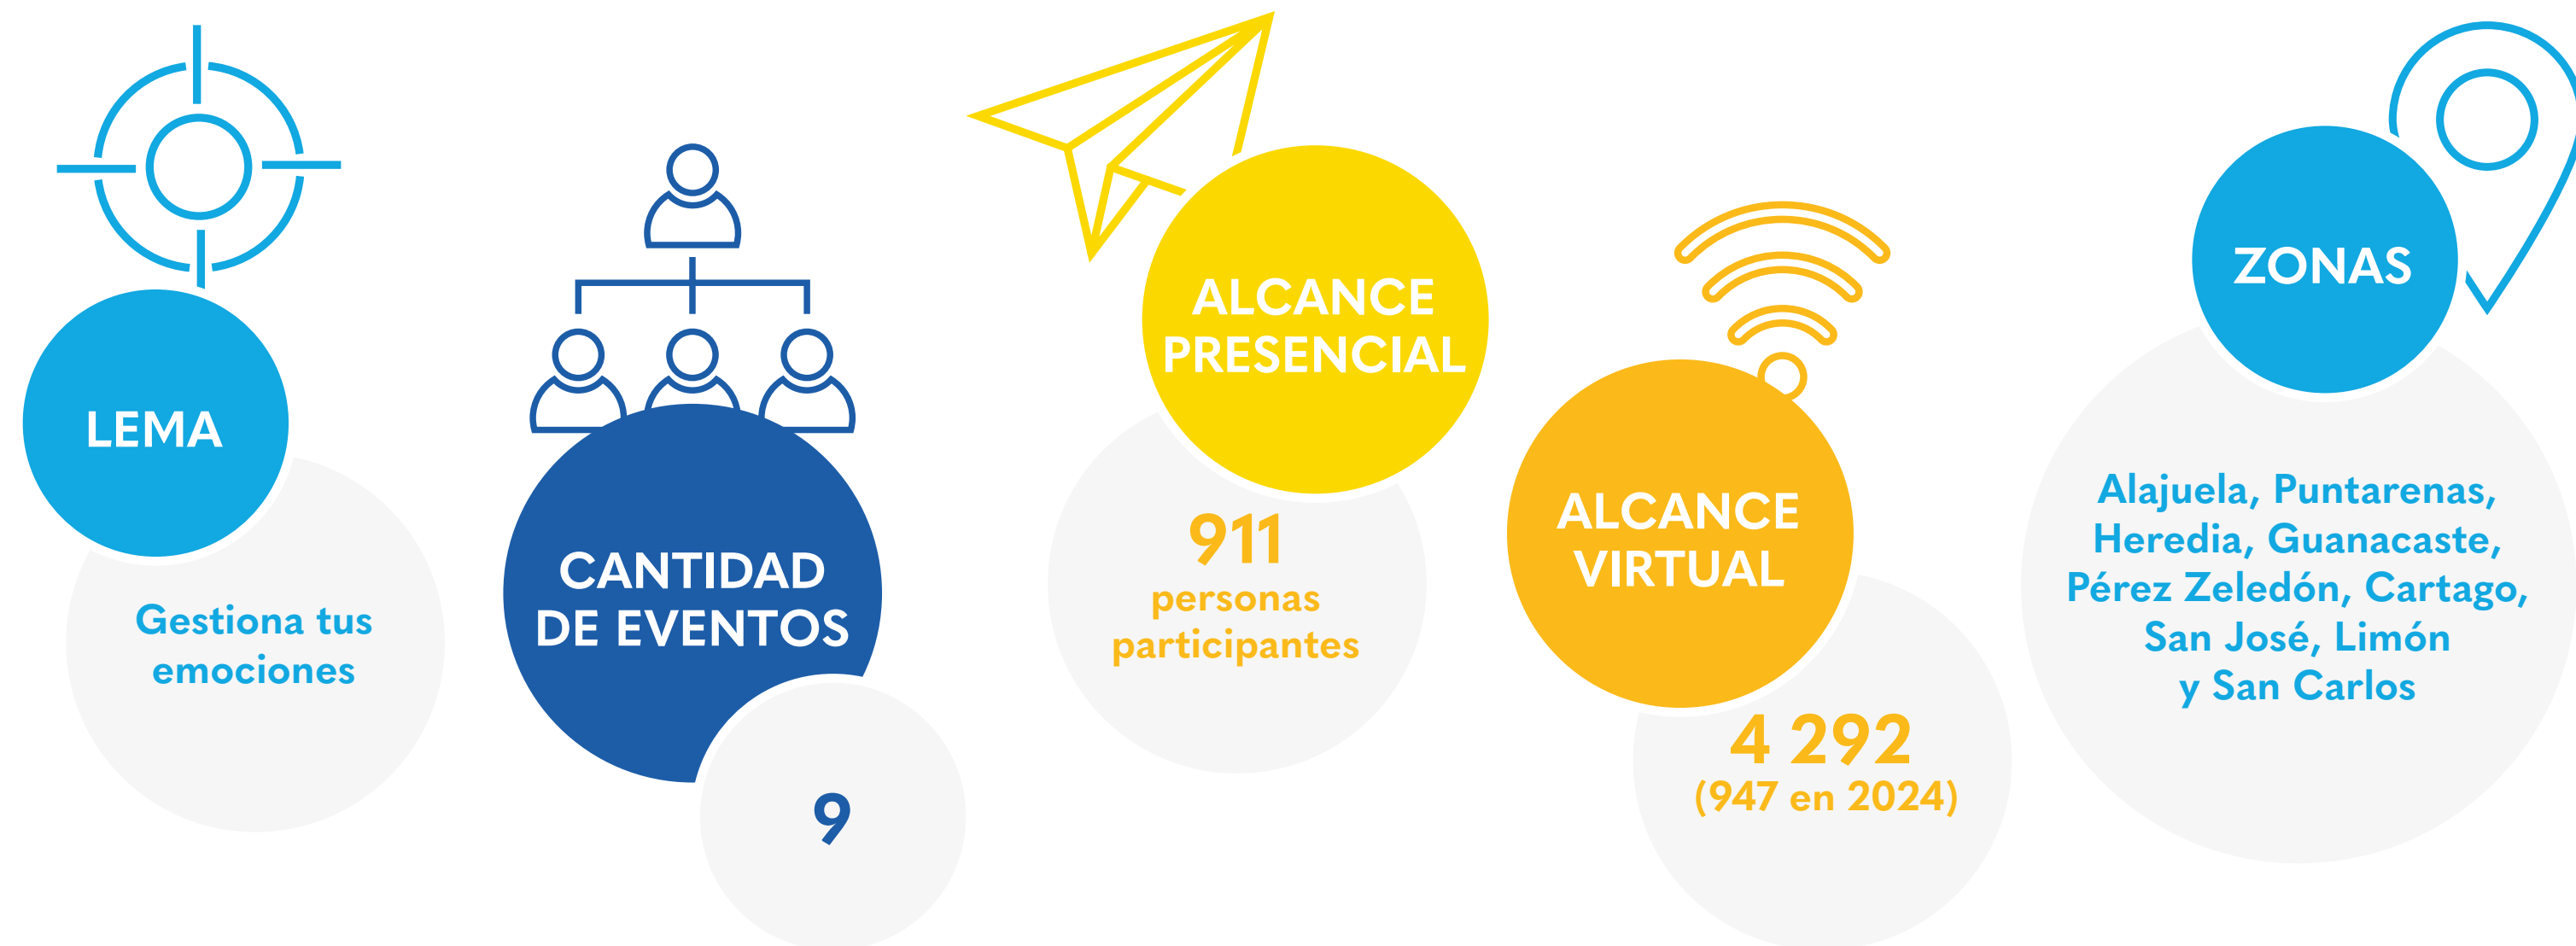 LEMA
Gestiona tus
emociones
CANTIDAD
DE EVENTOS
9
ALCANCE
PRESENCIAL
911
personas
participantes
ALCANCE
VIRTUAL
4 292
(947 en 2024)
ZONAS
Alajuela, Puntarenas,
Heredia, Guanacaste,
Pérez Zeledón, Cartago,
San José, Limón
y San Carlos